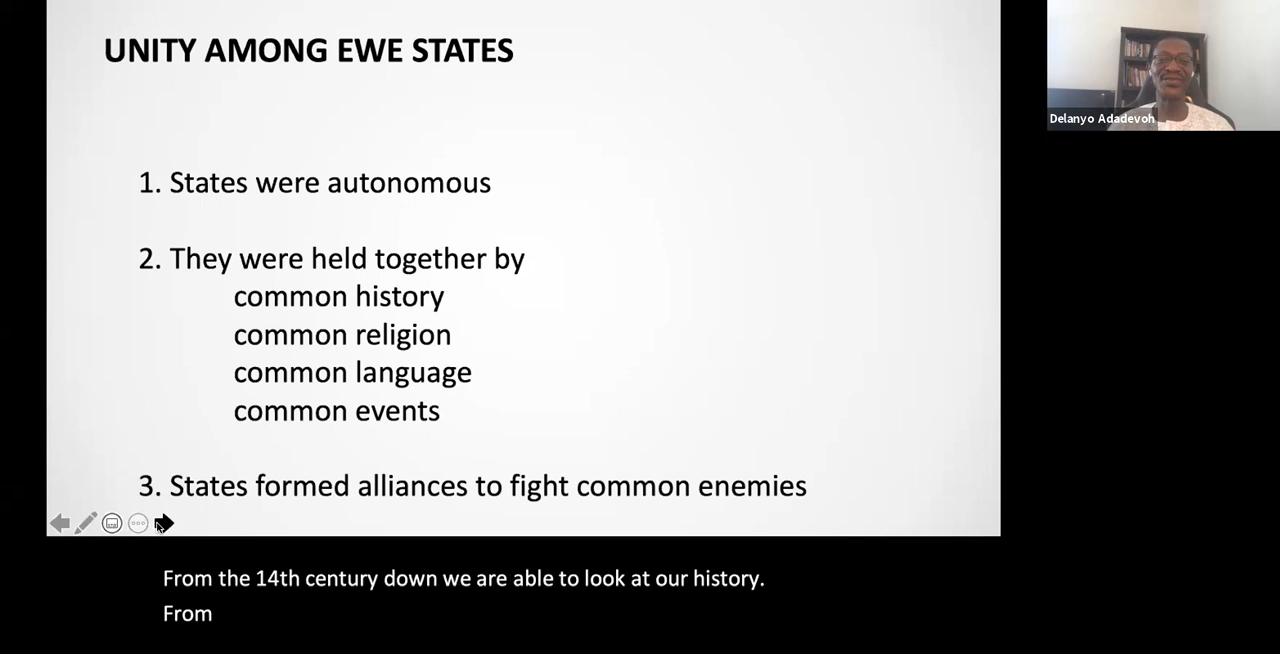 UNITY AMONG EWE STATES
1. States were autonomous
2. They were held together by
common history
common religion
common language
common events
3. States formed alliances to fight common enemies
Delanyo Adadevoh
From the 14th century down we are able to look at our history.
From